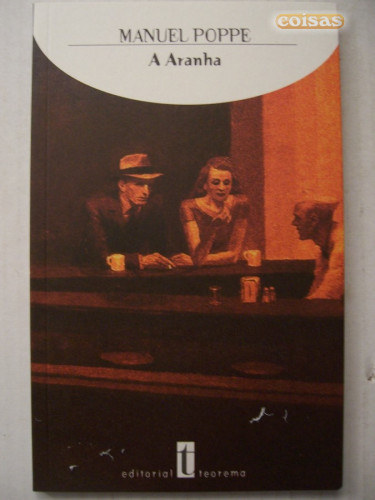 coisas
MANUEL POPPE
A Aranha
t
editorial teorema